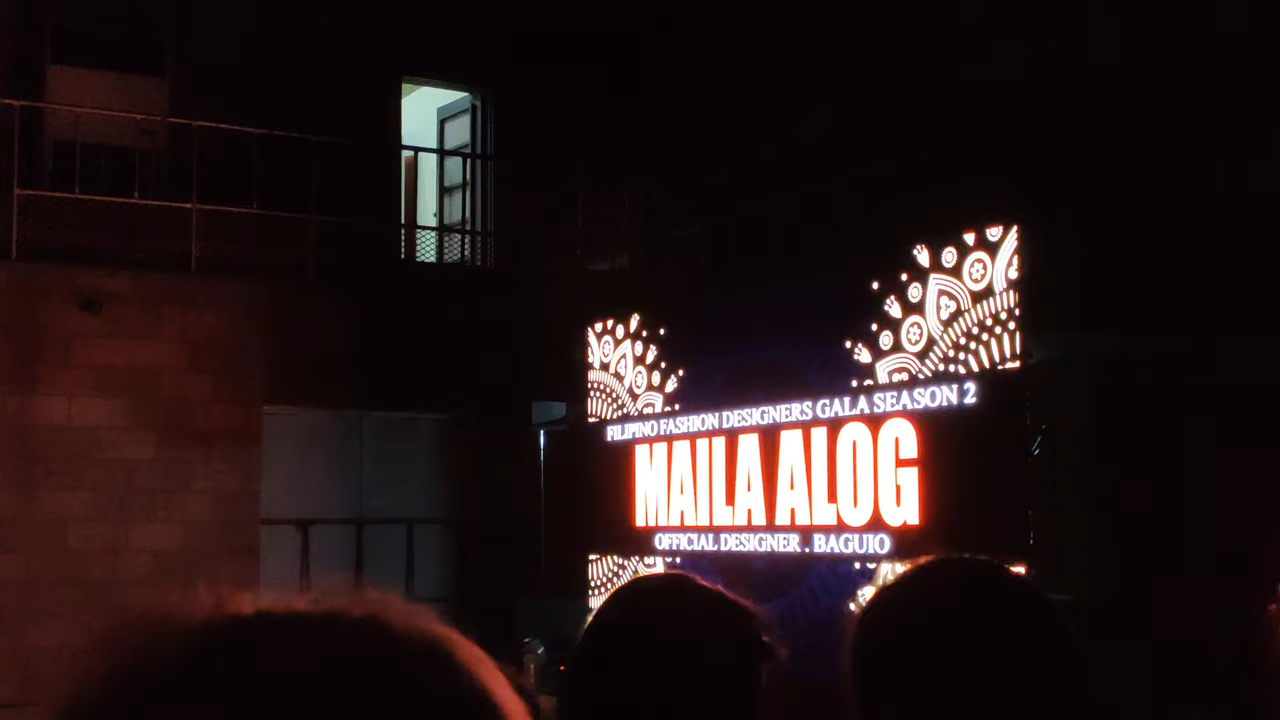 FILIPINO FASHION DESIGNERS GALA SEASON 2
MAILA ALOG
OFFICIAL DESIGNER . BAGUIO